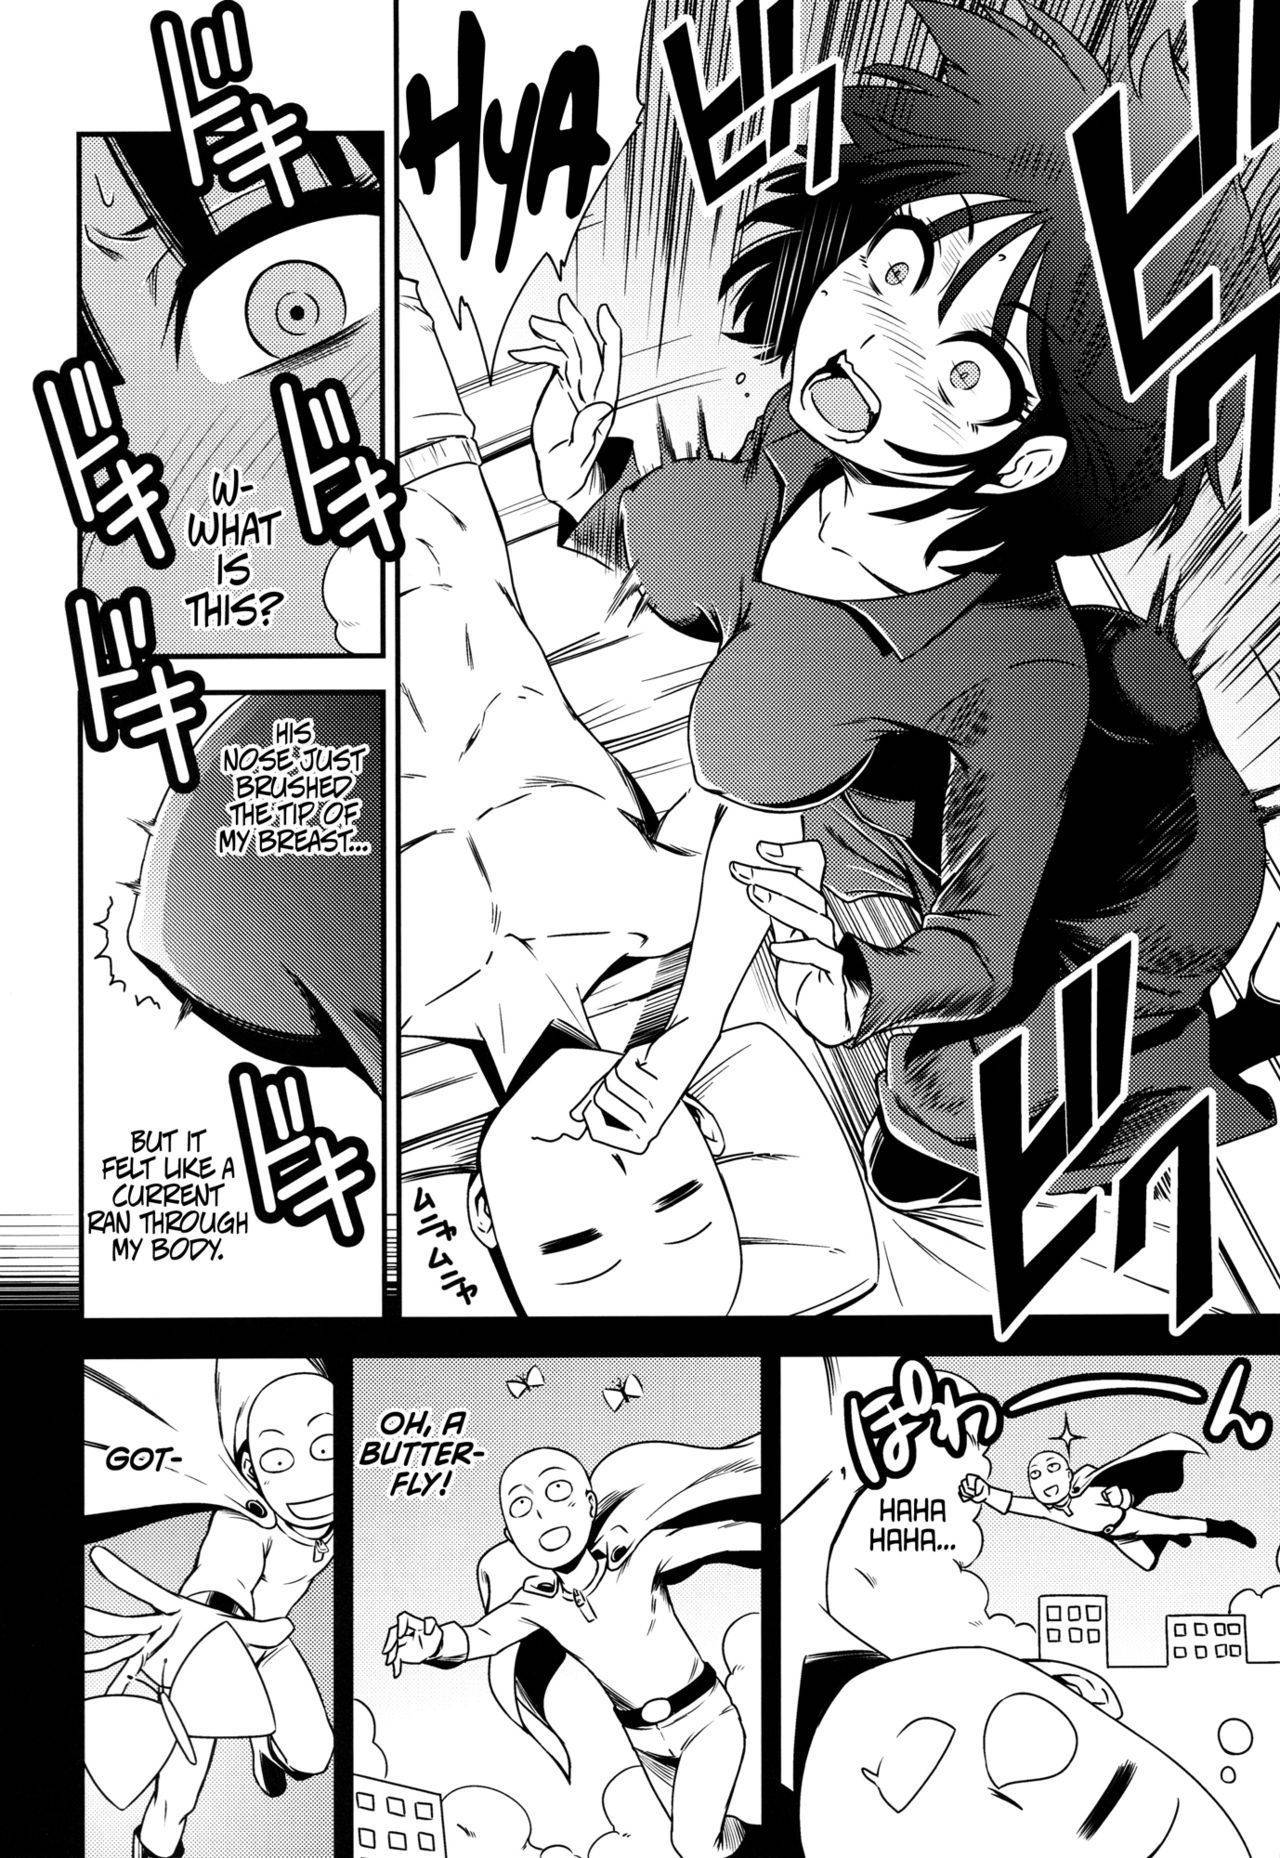 ビク
ビク
HYA
ビク
ムニャ
ムニャ
ドキ
ドキ
ドキ
W-
WHAT
IS
THIS?
ドキ
HIS
NOSE JUST
BRUSHED
THE TIP OF
MY BREAST...
ドキ
BUT IT
FELT LIKE A
CURRENT
RAN THROUGH
MY BODY.
ぽわーん
HAHA
HAHA...
OH, A
BUTTER-
FLY!
GOT-